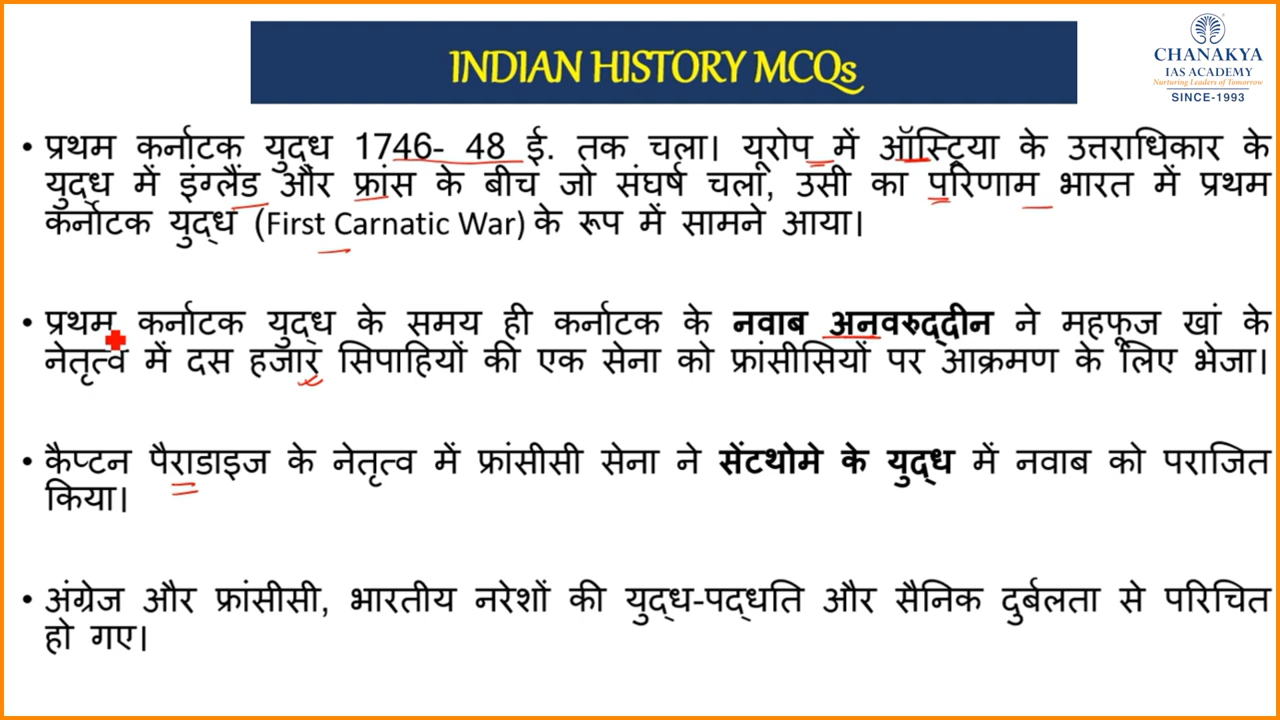 INDIAN HISTORY MCQs
CHANAKYA
IAS ACADEMY
Nurturing Leaders of Tomorrow
SINCE-1993
• प्रथम कर्नाटक युद्ध 1746- 48 ई. तक चला। यूरोप में ऑस्ट्रिया के उत्तराधिकार के
युद्ध में इंग्लैंड और फ्रांस के बीच जो संघर्ष चला, उसी का परिणाम भारत में प्रथम
कर्नाटक युद्ध (First Carnatic War) के रूप में सामने आया।
• प्रथम कर्नाटक युद्ध के समय ही कर्नाटक के नवाब अनवरुद्दीन ने महफूज खां के
नेतृत्व में दस हजार सिपाहियों की एक सेना को फ्रांसीसियों पर आक्रमण के लिए भेजा।
• कैप्टन पैराडाइज के नेतृत्व में फ्रांसीसी सेना ने सेंटथोमे के युद्ध में नवाब को पराजित
किया।
• अंग्रेज और फ्रांसीसी, भारतीय नरेशों की युद्ध-पद्धति और सैनिक दुर्बलता से परिचित
हो गए।